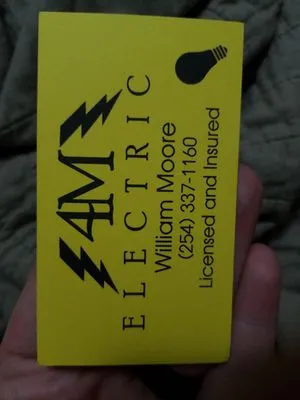 4M
ELECTRIC
William Moore
(254) 337-1160
Licensed and Insured